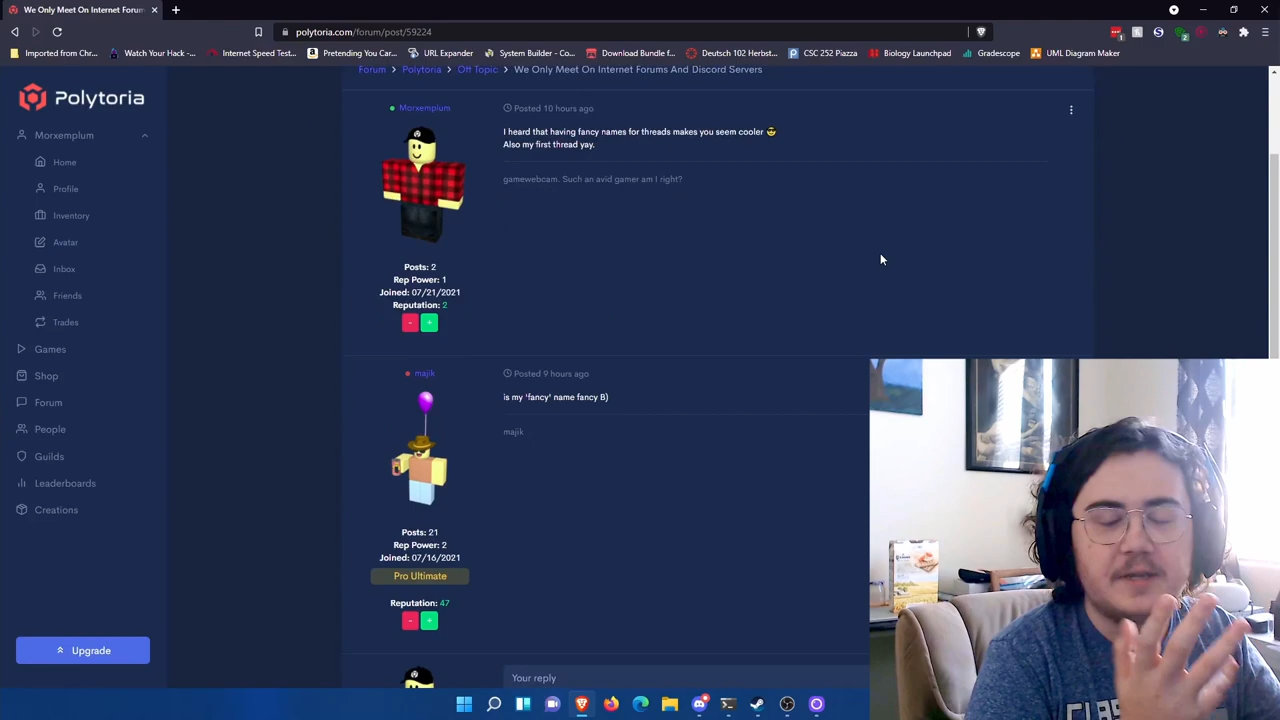 We Only Meet On Internet Forum
polytoria.com/forum/post/59224
Imported from Chr...
Watch Your Hack -...
Internet Speed Test...
Pretending You Car...
URL Expander
System Builder - Co...
Download Bundle f...
Deutsch 102 Herbst...
CSC 252 Piazza
Biology Launchpad
Gradescope
UML Diagram Maker
Polytoria
Forum > Polytoria > Off Topic > We Only Meet On Internet Forums And Discord Servers
Morxemplum
Home
Profile
Inventory
Avatar
Inbox
Friends
Trades
Games
Shop
Forum
People
Guilds
Leaderboards
Creations
Upgrade
Morxemplum
Posted 10 hours ago
I heard that having fancy names for threads makes you seem cooler 😎
Also my first thread yay.
gamewebcam. Such an avid gamer am I right?
Posts: 2
Rep Power: 1
Joined: 07/21/2021
Reputation: 2
- +
majik
Posted 9 hours ago
is my 'fancy' name fancy B)
majik
Posts: 21
Rep Power: 2
Joined: 07/16/2021
Pro Ultimate
Reputation: 47
- +
Your reply